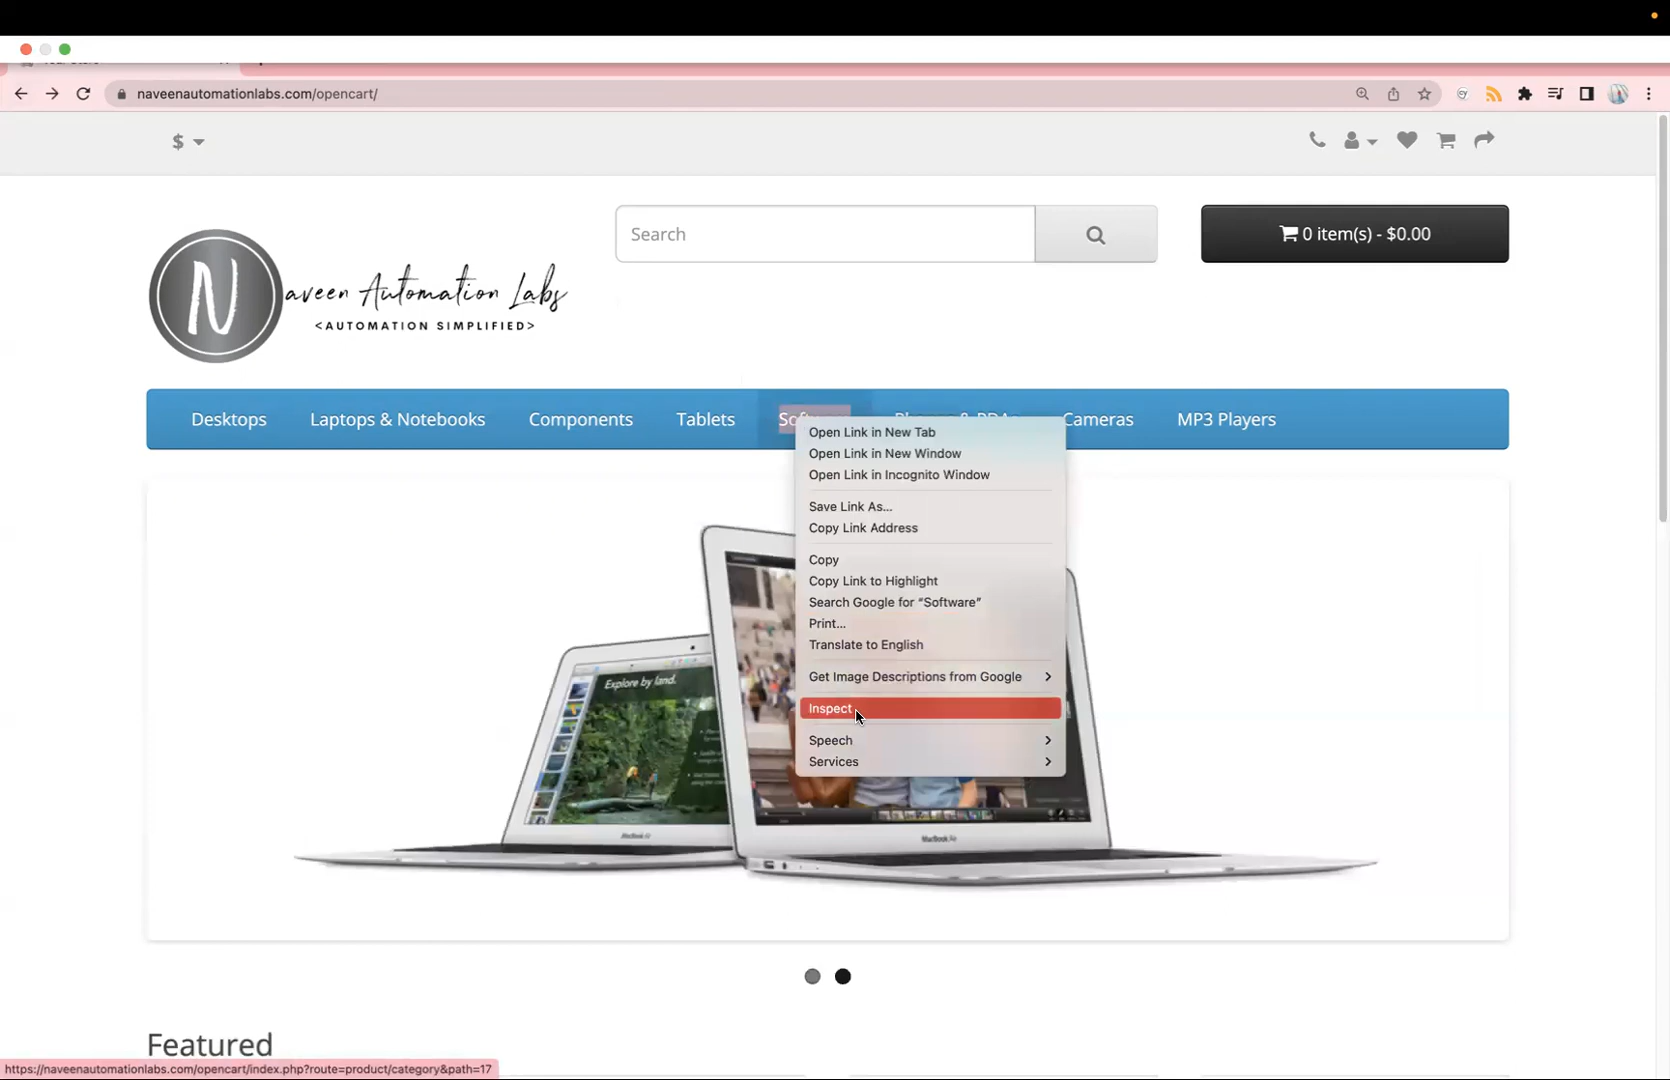 naveenautomationlabs.com/opencart/
$
Search
0 item(s) - $0.00
N
aveen Automation Labs
<AUTOMATION SIMPLIFIED>
Desktops
Laptops & Notebooks
Components
Tablets
Cameras
MP3 Players
Open Link in New Tab
Open Link in New Window
Open Link in Incognito Window
Save Link As...
Copy Link Address
Copy
Copy Link to Highlight
Search Google for “Software”
Print...
Translate to English
Get Image Descriptions from Google
Inspect
Speech
Services
Explore by land.
MacBook Air
MacBook Air
Featured
https://naveenautomationlabs.com/opencart/index.php?route=product/category&path=17